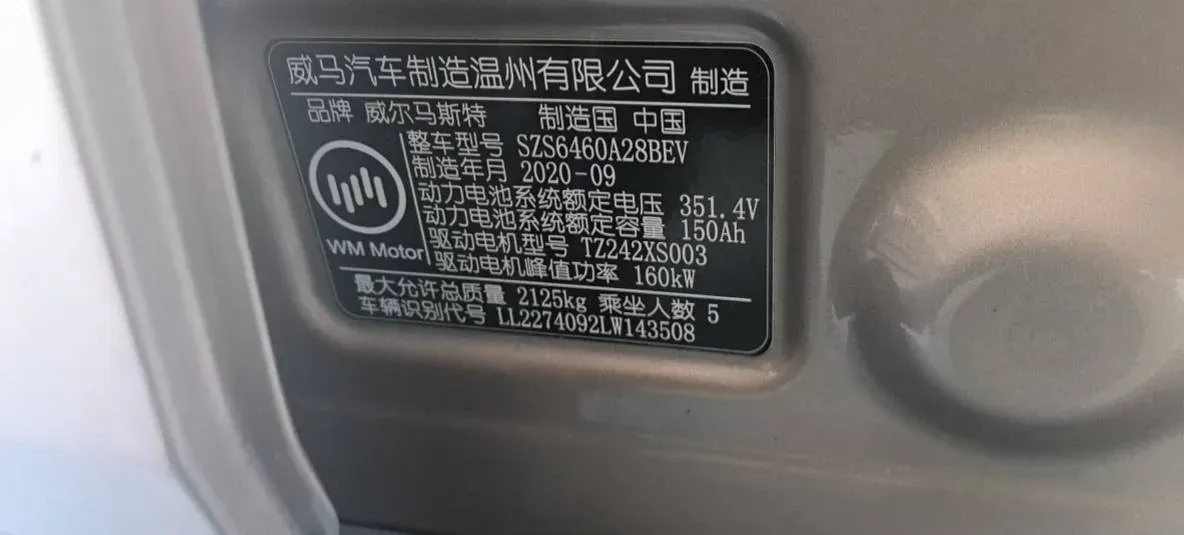 威马汽车制造温州有限公司 制造
品牌 威尔马斯特 制造国 中国
整车型号 SZS6460A28BEV
制造年月 2020-09
动力电池系统额定电压 351.4V
动力电池系统额定容量 150Ah
驱动电机型号 TZ242XS003
驱动电机峰值功率 160kW
WM Motor
最大允许总质量 2125kg 乘坐人数 5
车辆识别代号 LL2274092LW143508